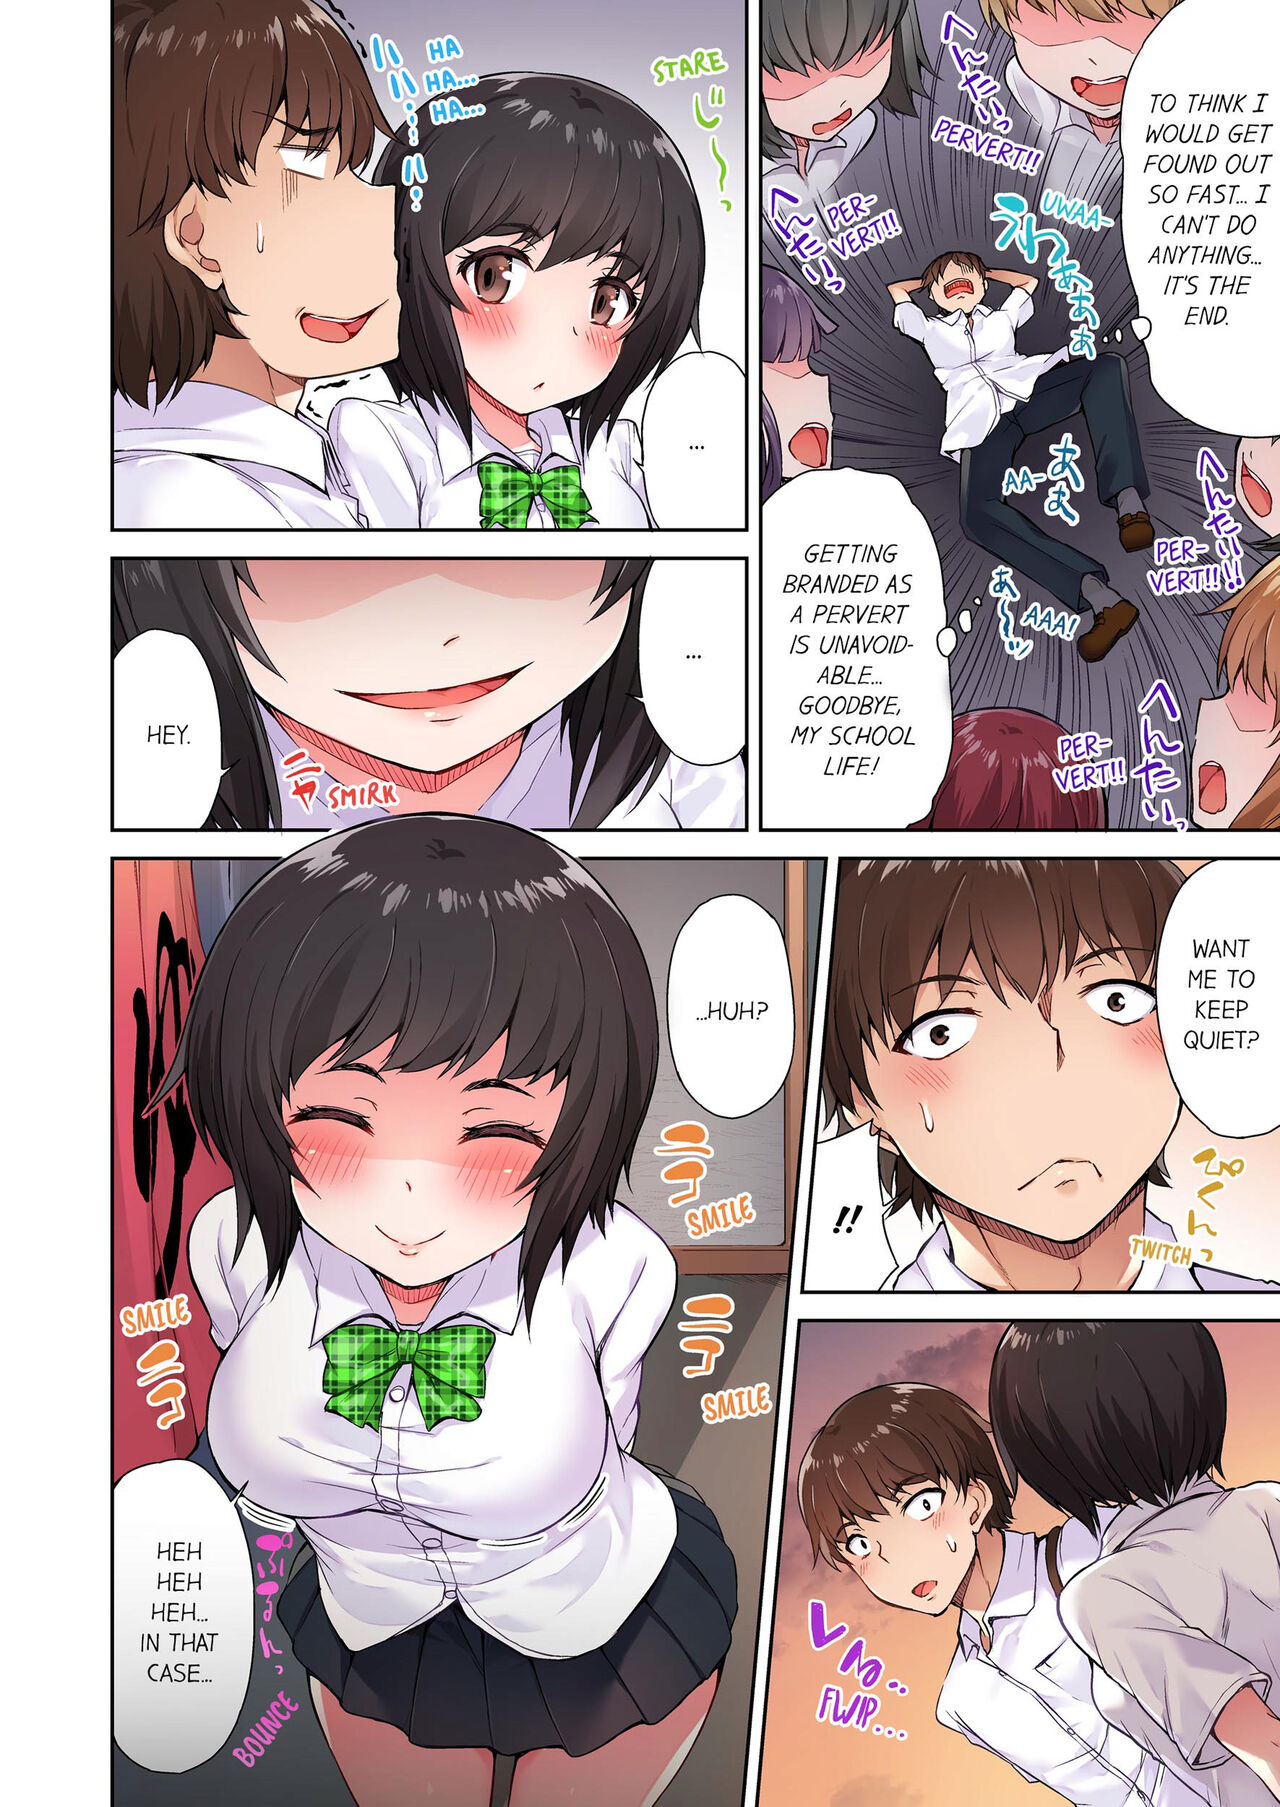 TO THINK I
WOULD GET
FOUND OUT
SO FAST... I
CAN'T DO
ANYTHING...
IT'S THE
END.
へんたいっ
PERVERT!!
へんたいっ
PER-
VERT!!
UWAA-
うわぁぁぁぁ
AA-
あぁ
あ〜ッ
AAA!
へんたいっ!!
PER-
VERT!!
へんたいっ
PER-
VERT!!
GETTING
BRANDED AS
A PERVERT
IS UNAVOID-
ABLE...
GOODBYE,
MY SCHOOL
LIFE!
STARE
じ〜っ
HA
HA...
HA...
ハハ...ハ...
...
...
HEY.
ニヤ
SMIRK
WANT
ME TO
KEEP
QUIET?
!!
ぴくんっ
TWITCH
...HUH?
ニコ
SMILE
SMILE
ニコ
ニコ
SMILE
HEH
HEH
HEH...
IN THAT
CASE...
ぷるんっ
BOUNCE
FWIP...